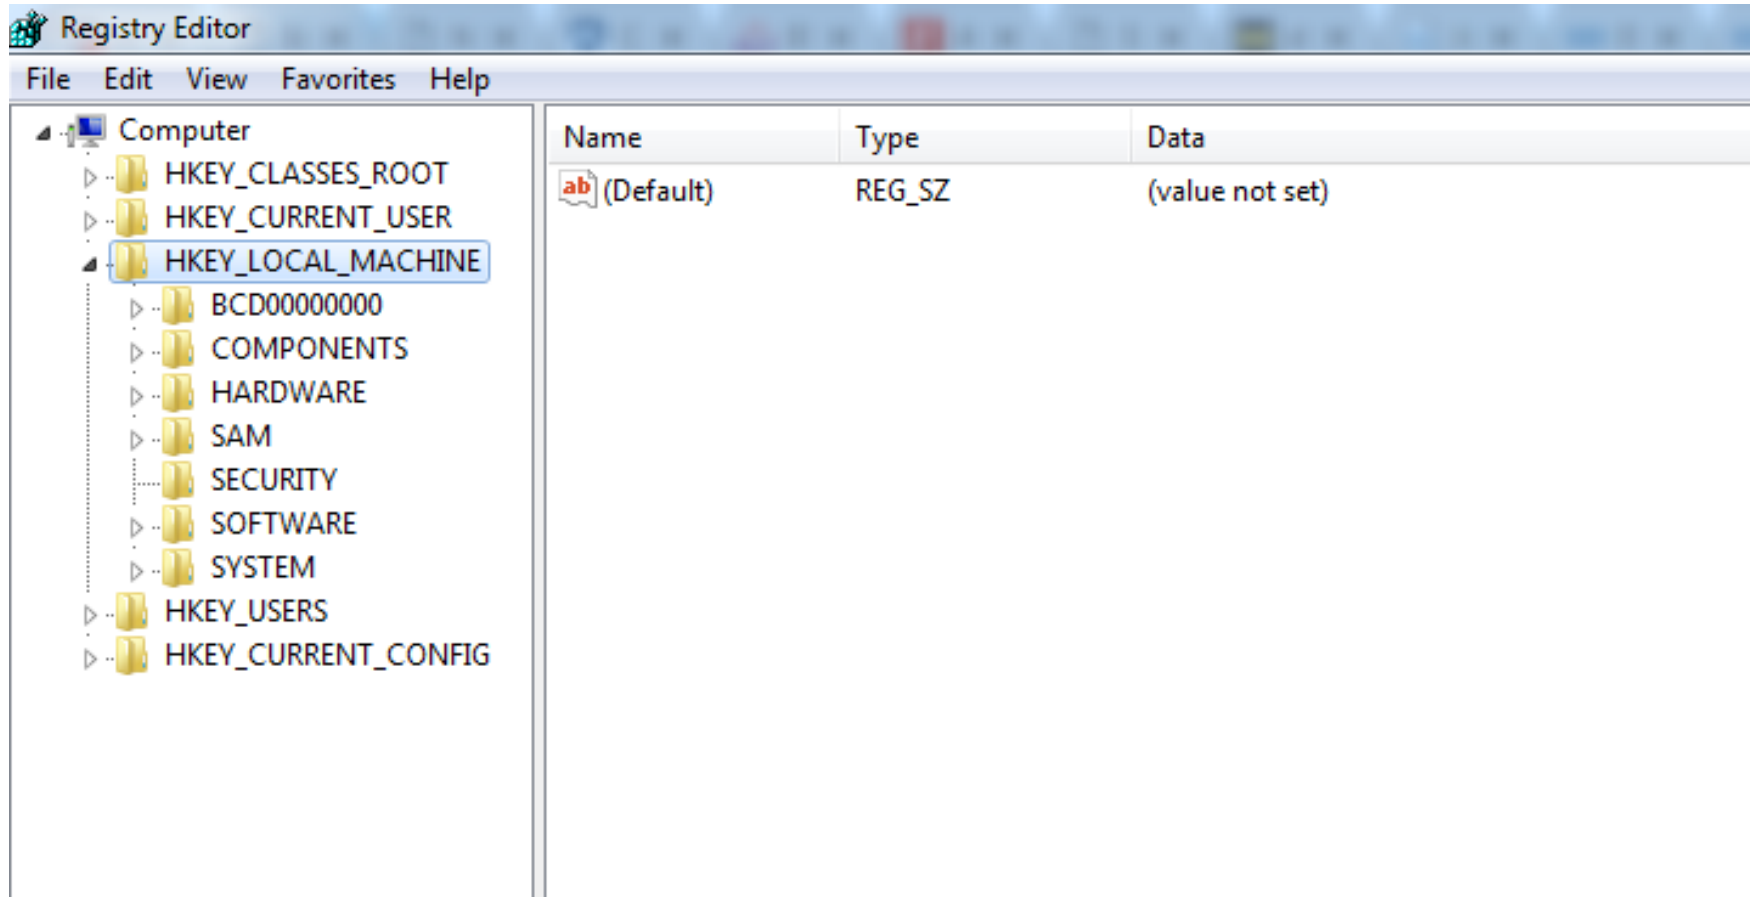 Registry Editor
File Edit View Favorites Help
Computer
HKEY_CLASSES_ROOT
HKEY_CURRENT_USER
HKEY_LOCAL_MACHINE
BCD00000000
COMPONENTS
HARDWARE
SAM
SECURITY
SOFTWARE
SYSTEM
HKEY_USERS
HKEY_CURRENT_CONFIG
Name Type Data
ab (Default) REG_SZ (value not set)